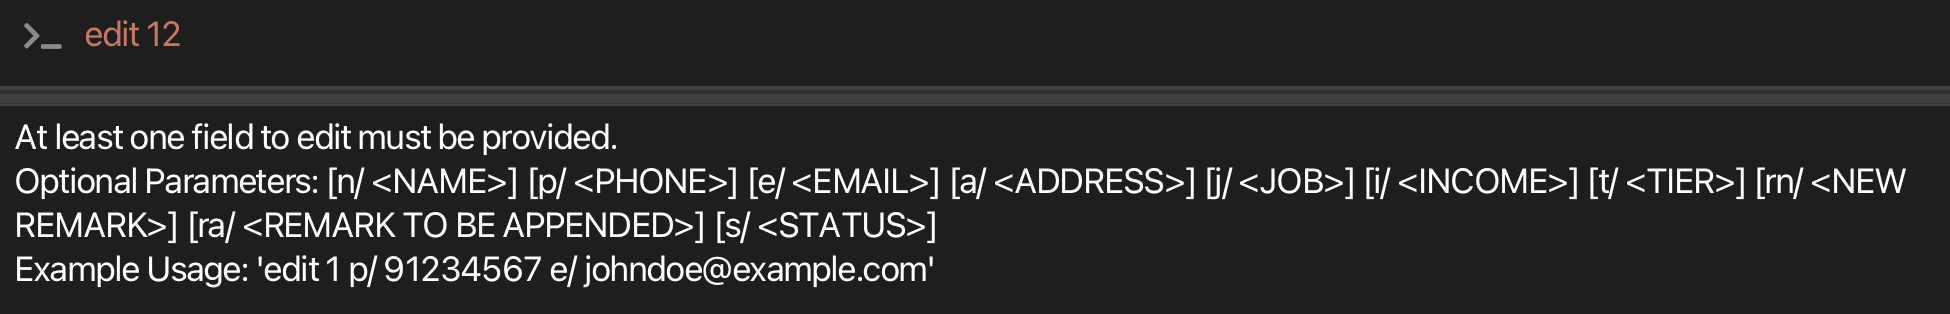 >_ edit 12
At least one field to edit must be provided.
Optional Parameters: [n/ <NAME>] [p/ <PHONE>] [e/ <EMAIL>] [a/ <ADDRESS>] [j/ <JOB>] [i/ <INCOME>] [t/ <TIER>] [rn/ <NEW
REMARK>] [ra/ <REMARK TO BE APPENDED>] [s/ <STATUS>]
Example Usage: 'edit 1 p/ 91234567 e/ johndoe@example.com'